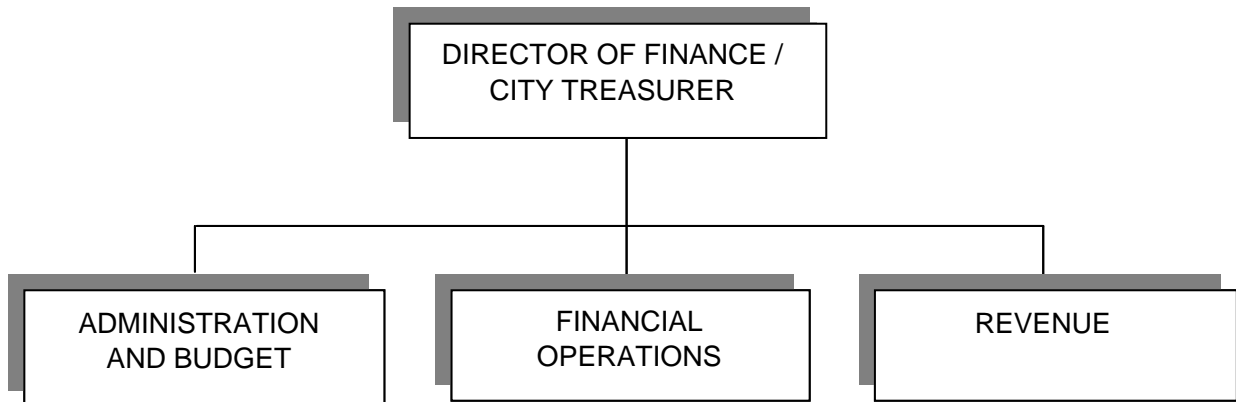 DIRECTOR OF FINANCE /
CITY TREASURER
ADMINISTRATION
AND BUDGET
FINANCIAL
OPERATIONS
REVENUE